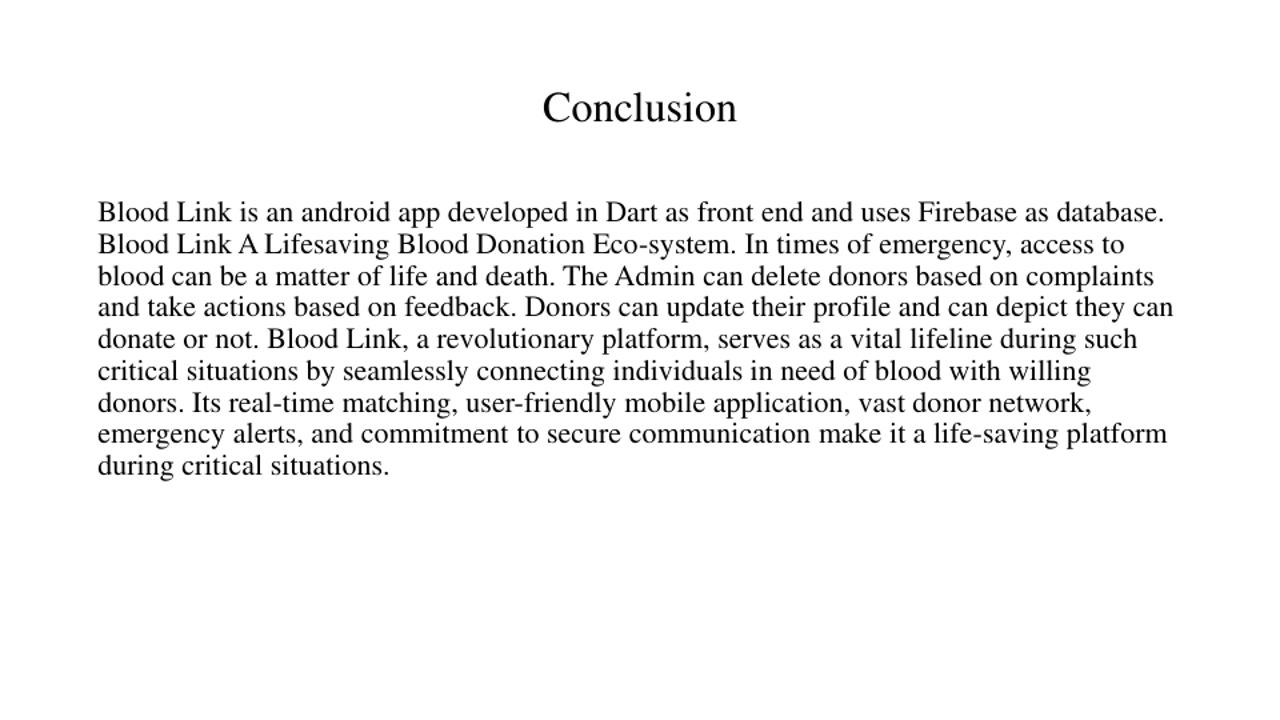 Conclusion
Blood Link is an android app developed in Dart as front end and uses Firebase as database.
Blood Link A Lifesaving Blood Donation Eco-system. In times of emergency, access to
blood can be a matter of life and death. The Admin can delete donors based on complaints
and take actions based on feedback. Donors can update their profile and can depict they can
donate or not. Blood Link, a revolutionary platform, serves as a vital lifeline during such
critical situations by seamlessly connecting individuals in need of blood with willing
donors. Its real-time matching, user-friendly mobile application, vast donor network,
emergency alerts, and commitment to secure communication make it a life-saving platform
during critical situations.